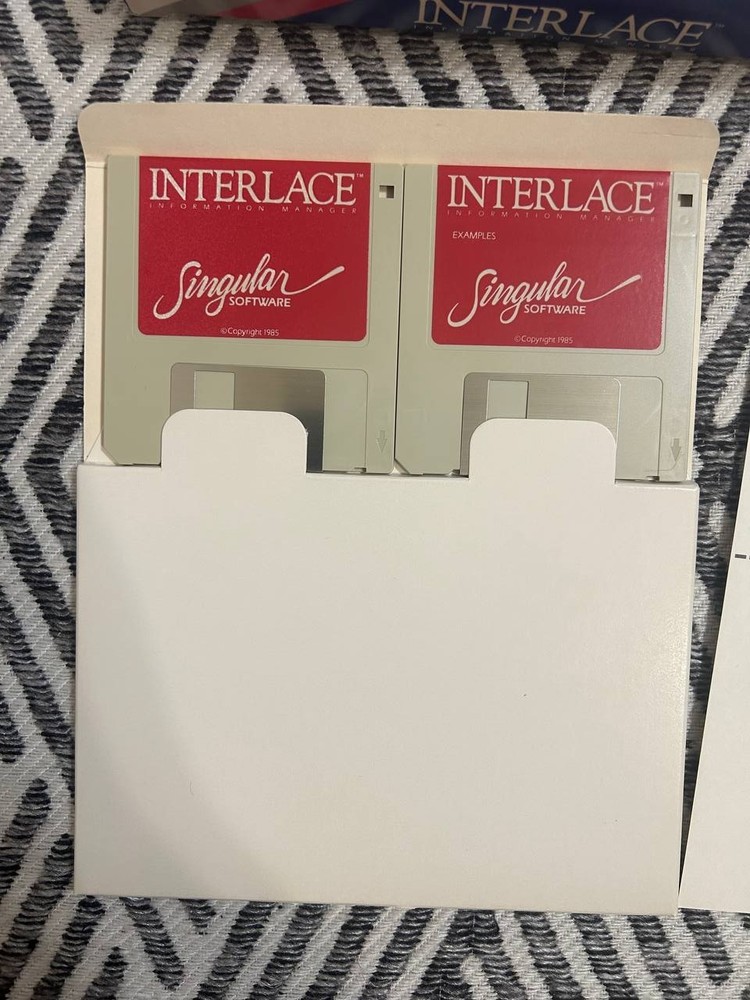 INTERLACE
INTERLACE™
INFORMATION MANAGER
Singular
SOFTWARE
©Copyright 1985
INTERLACE™
INFORMATION MANAGER
EXAMPLES
Singular
SOFTWARE
©Copyright 1985